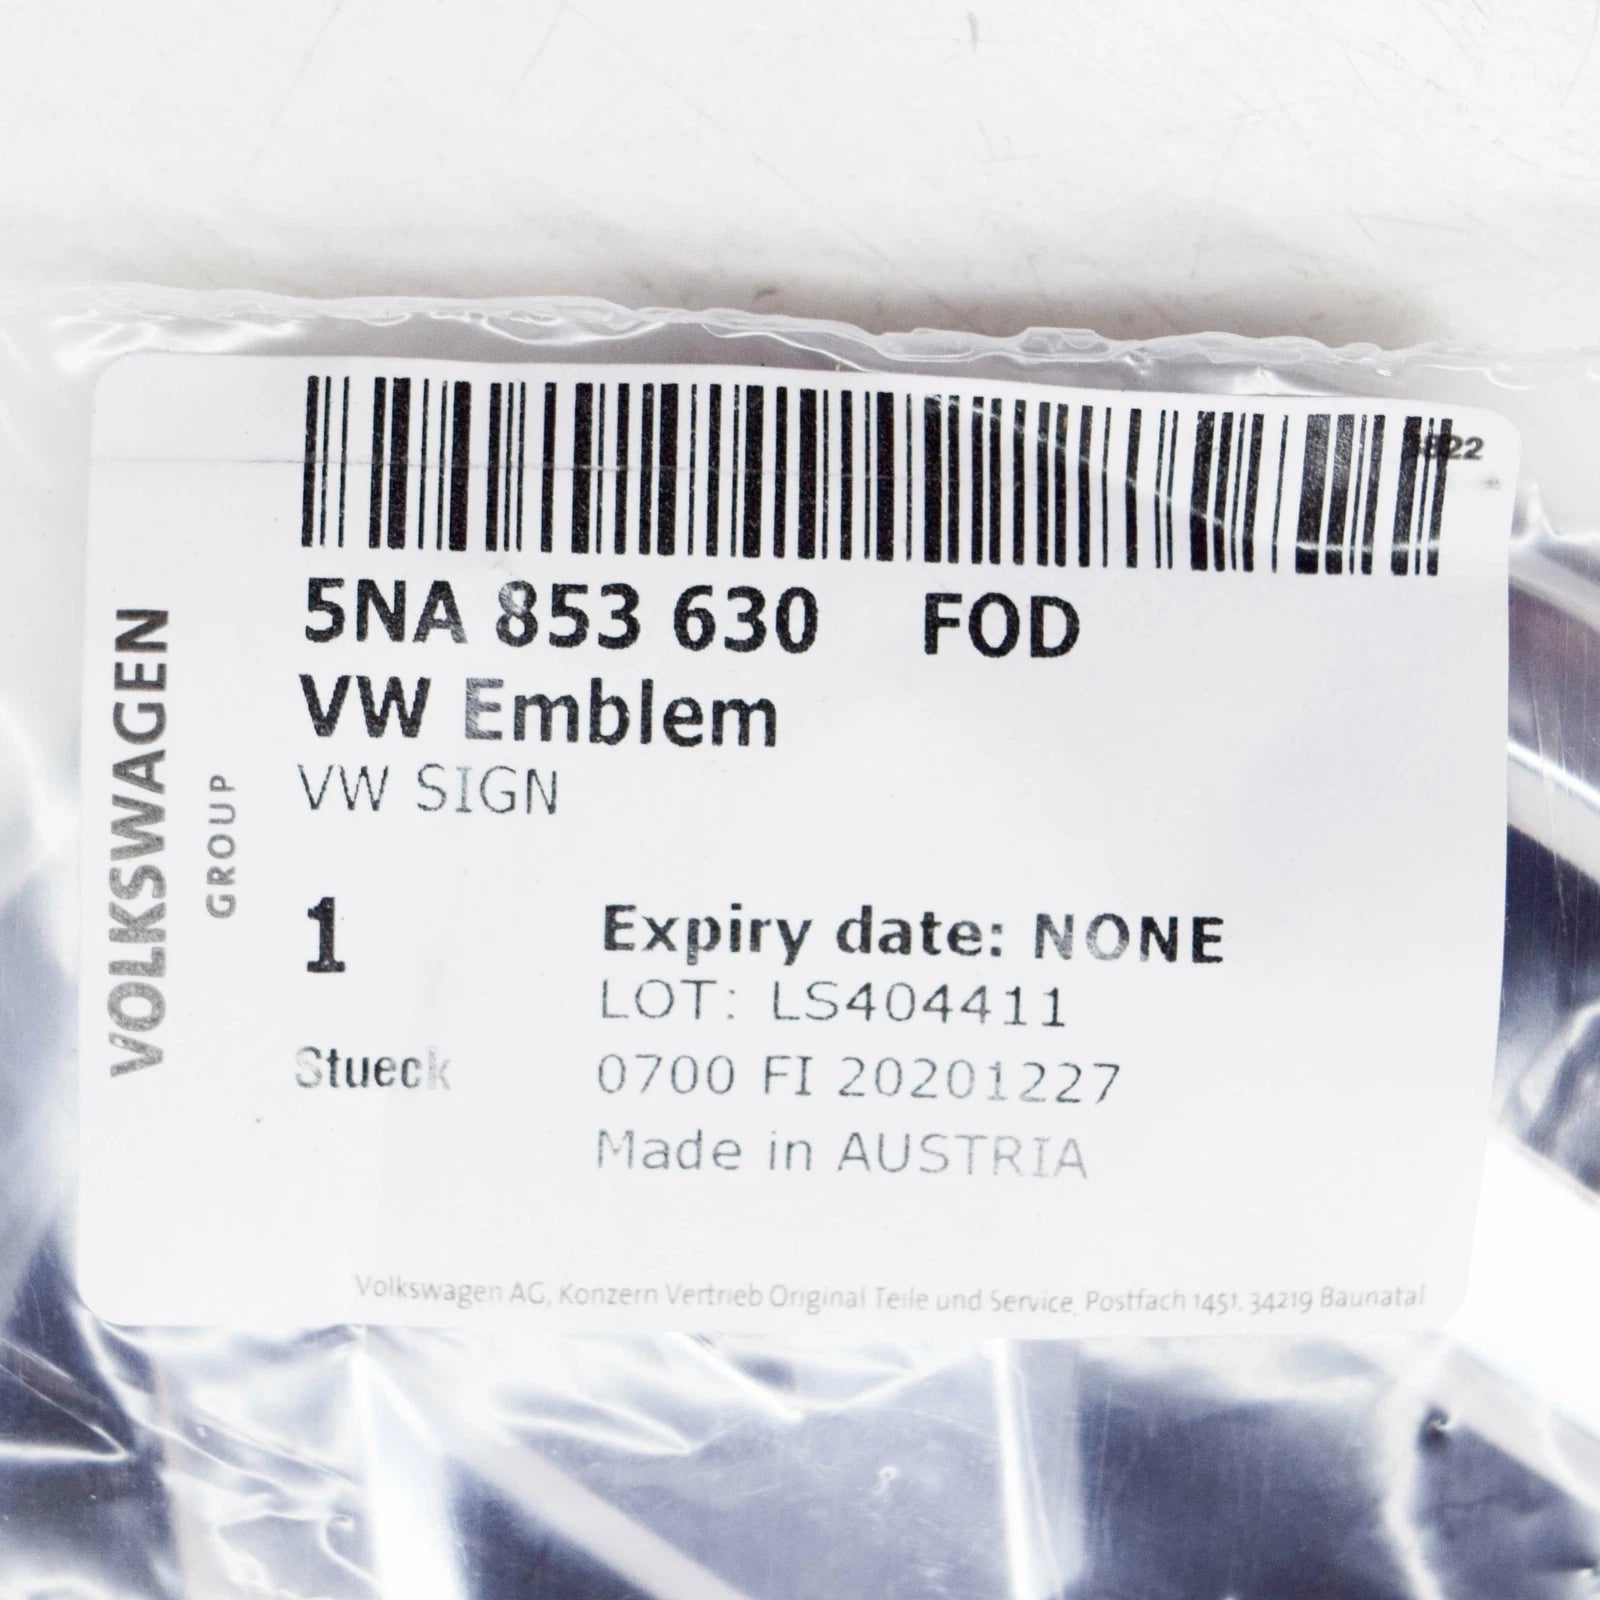 5NA 853 630 FOD
VW Emblem
VW SIGN
VOLKSWAGEN
GROUP
1
Expiry date: NONE
LOT: LS404411
Stueck
0700 FI 20201227
Made in AUSTRIA
Volkswagen AG, Konzern Vertrieb Original Teile und Service, Postfach 1451, 34219 Baunatal